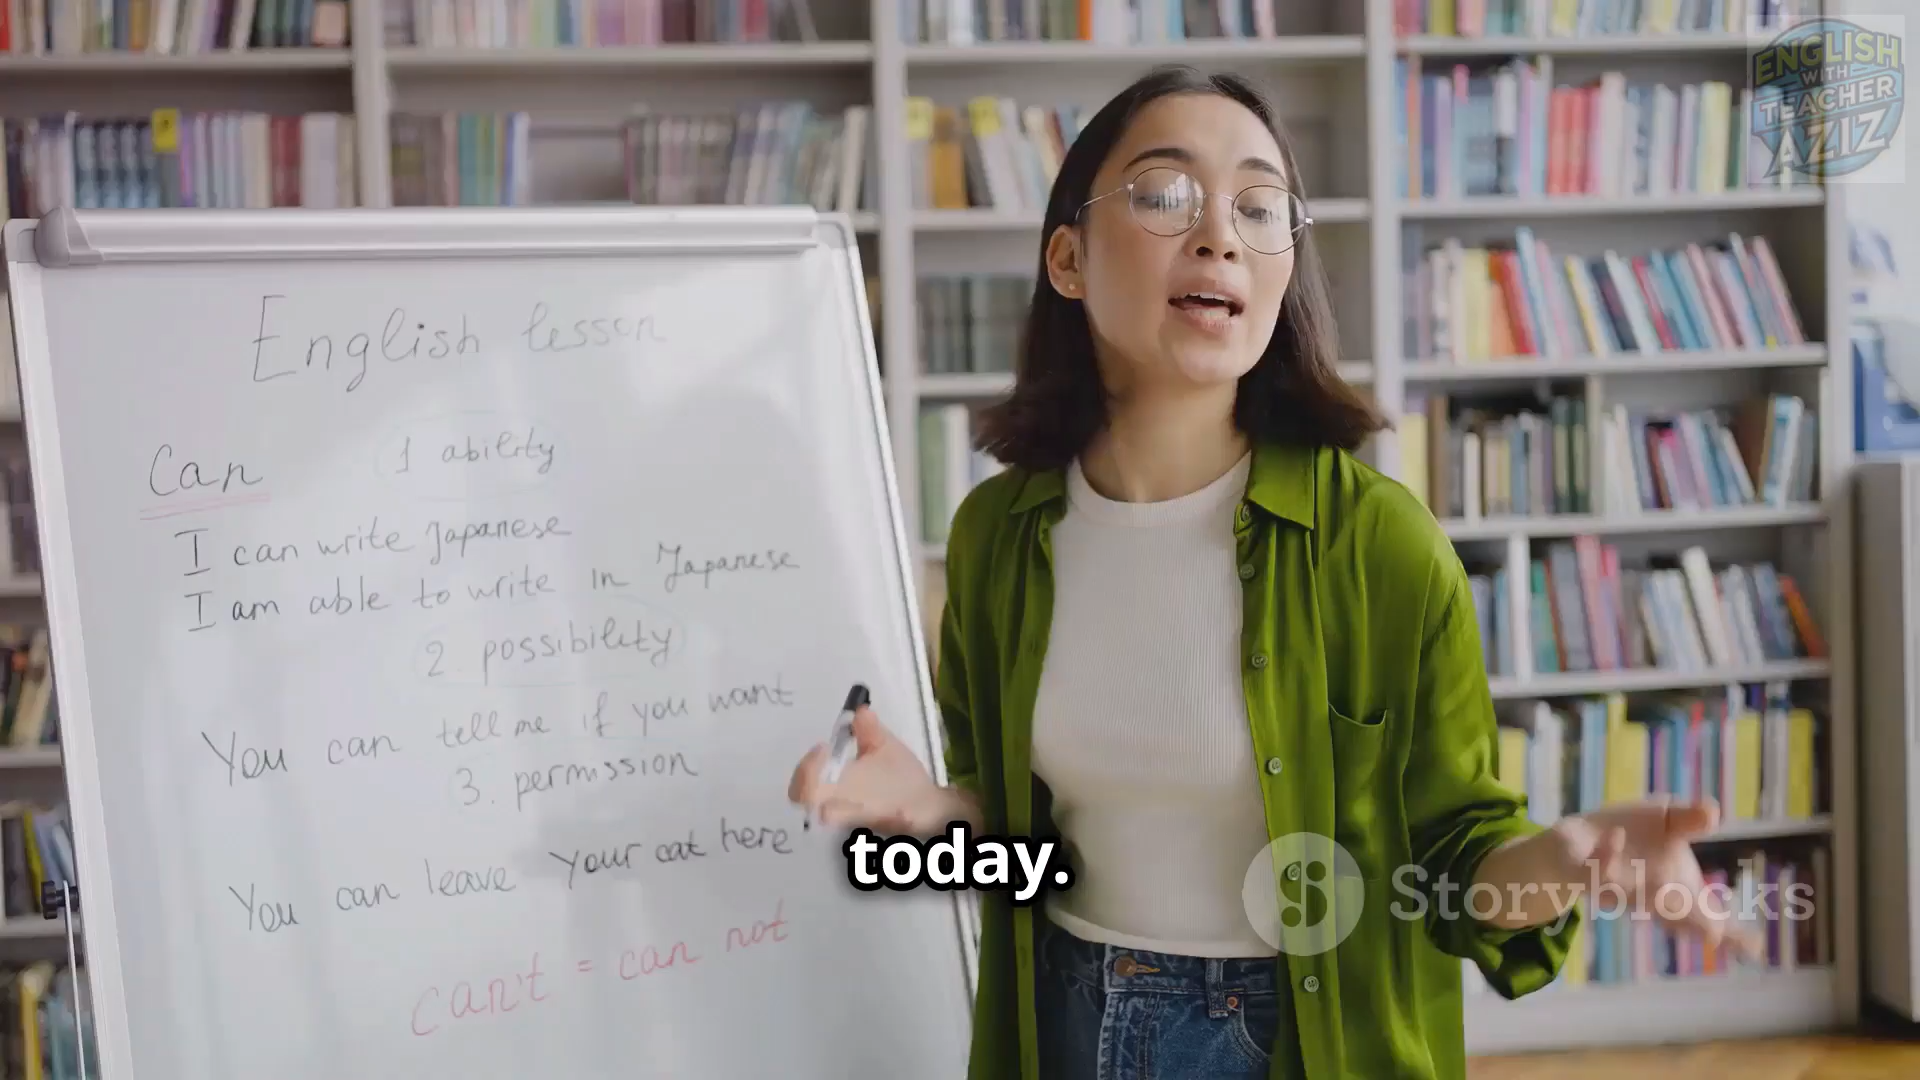 ENGLISH
WITH
TEACHER
AZIZ
English lesson
Can 1 ability
I can write Japanese
I am able to write in Japanese
2 possibility
You can tell me if you want
3. permission
You can leave your cat here
can't = can not
today.
Storyblocks